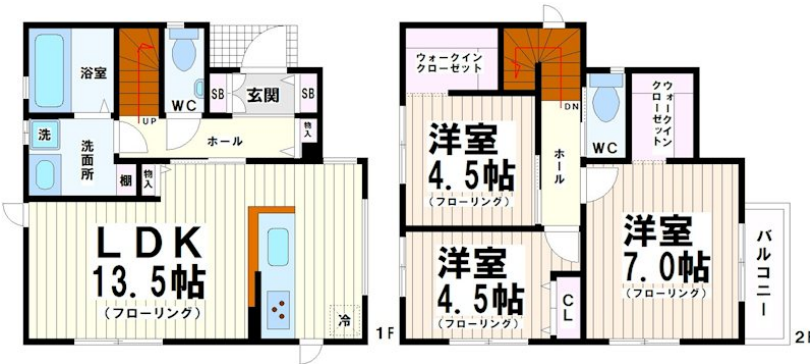 浴室
WC
SB
玄関
SB
UP
洗
洗面所
ホール
物入
棚
物入
LDK
13.5帖
(フローリング)
冷
1F
ウォークイン
クローゼット
DN
WC
ウォークイン
クローゼット
洋室
4.5帖
(フローリング)
ホール
洋室
4.5帖
(フローリング)
CL
洋室
7.0帖
(フローリング)
バルコニー
2F